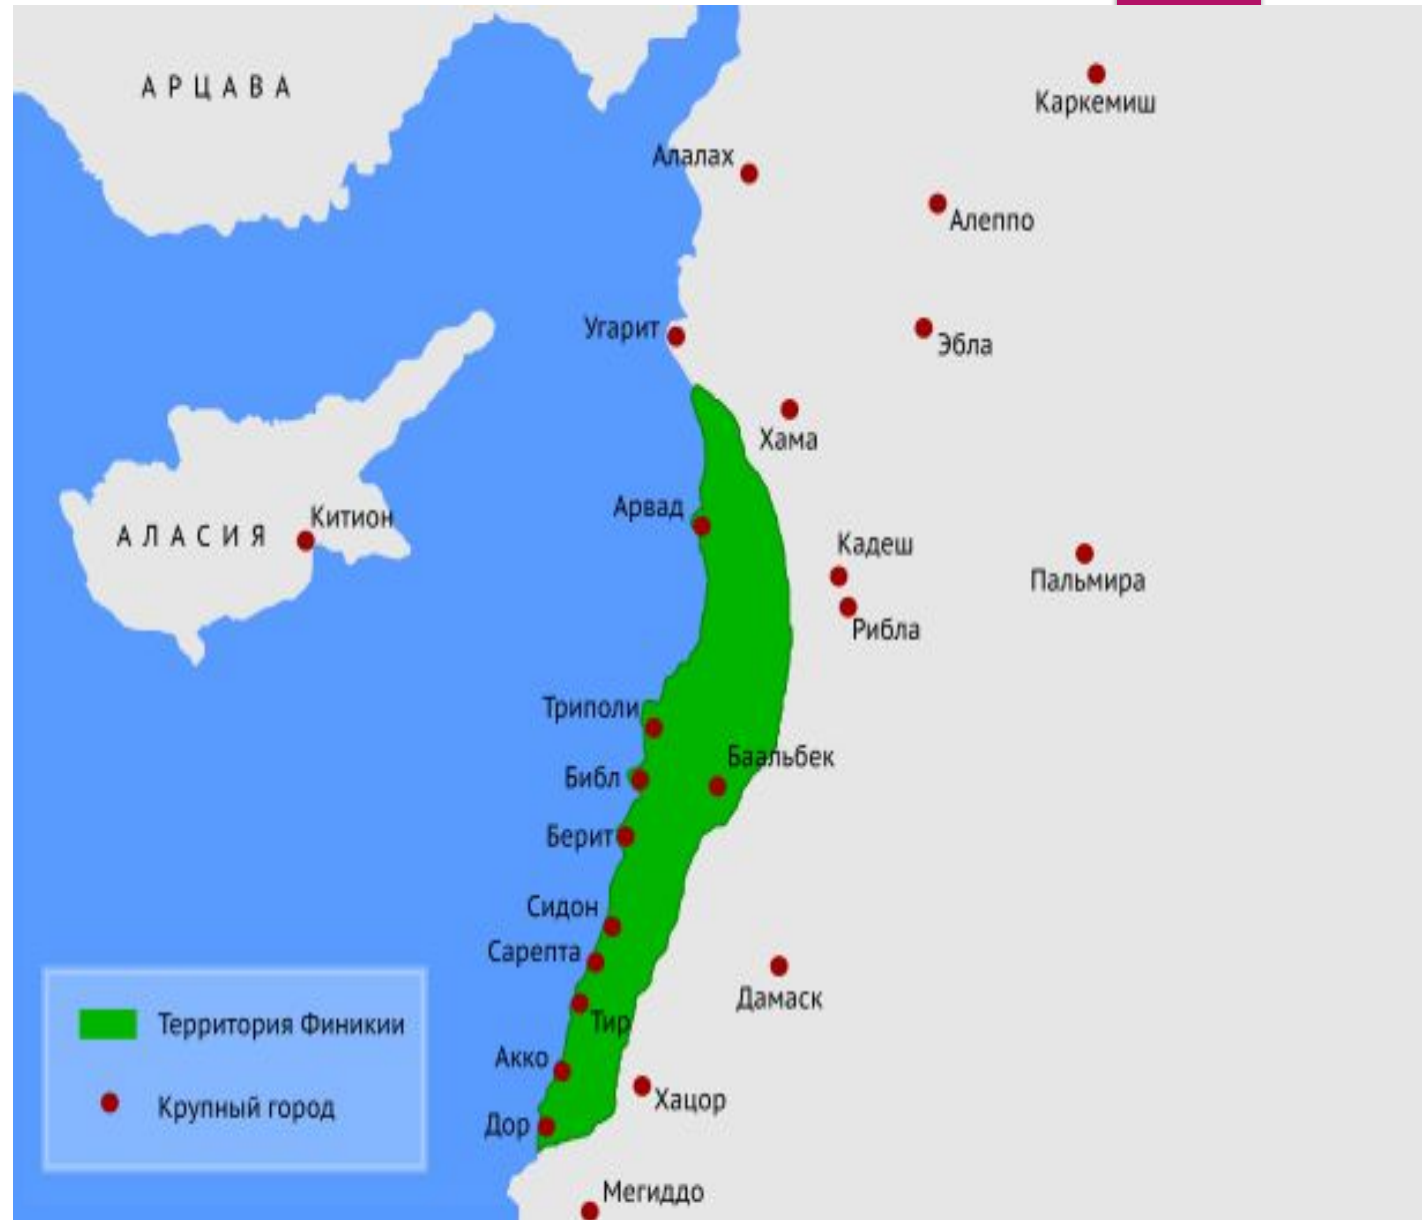 АРЦАВА
Каркемиш
Алалах
Алеппо
Угарит
Эбла
Хама
Арвад
Китион
АЛАСИЯ
Кадеш
Пальмира
Рибла
Триполи
Баальбек
Библ
Берит
Сидон
Сарепта
Дамаск
Тир
Территория Финикии
Акко
Хацор
Крупный город
Дор
Мегиддо